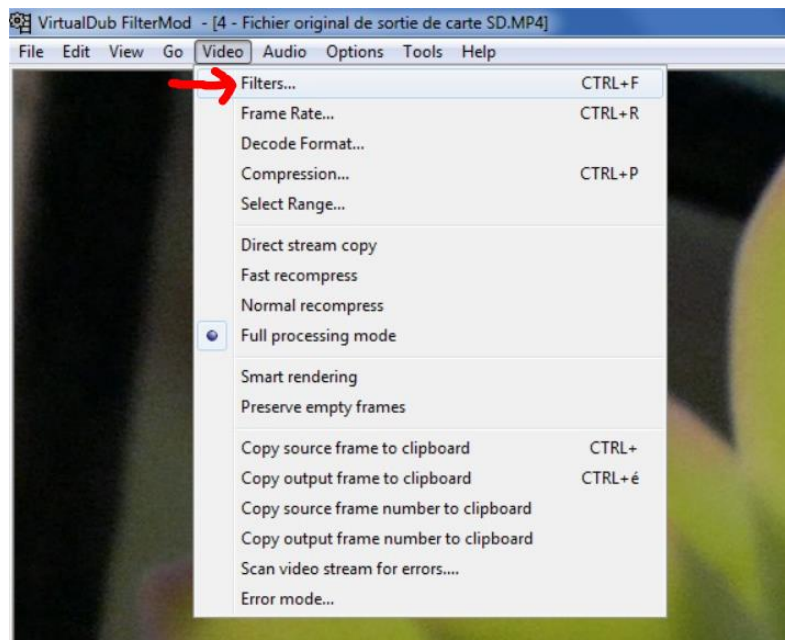 VirtualDub FilterMod - [4 - Fichier original de sortie de carte SD.MP4]
File Edit View Go Video Audio Options Tools Help
Filters... CTRL+F
Frame Rate... CTRL+R
Decode Format...
Compression... CTRL+P
Select Range...
Direct stream copy
Fast recompress
Normal recompress
Full processing mode
Smart rendering
Preserve empty frames
Copy source frame to clipboard CTRL+
Copy output frame to clipboard CTRL+é
Copy source frame number to clipboard
Copy output frame number to clipboard
Scan video stream for errors....
Error mode...